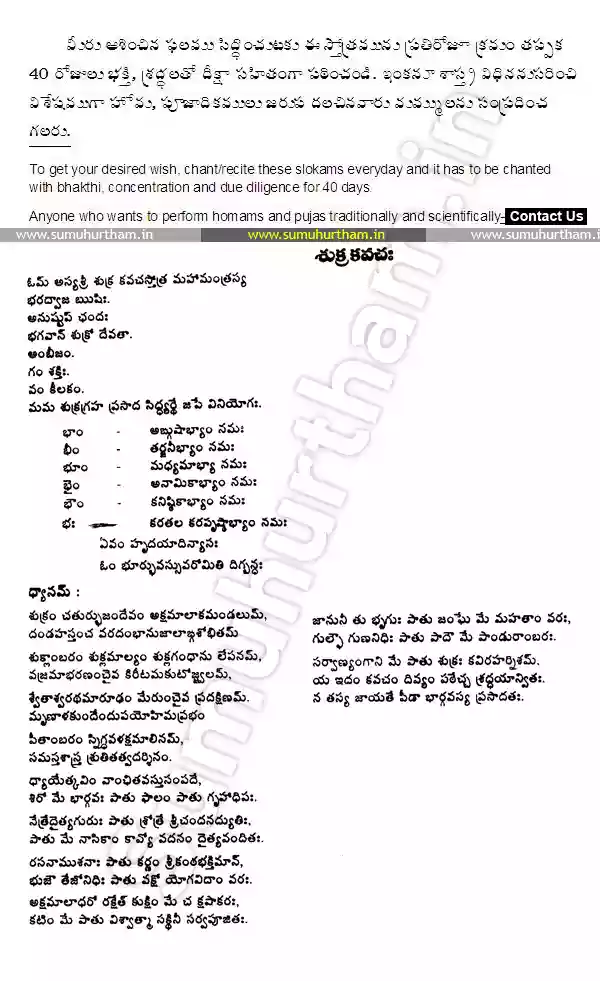 మీరు ఆశించిన ఫలము సిద్ధించుటకు ఈ స్తోత్రమును ప్రతిరోజూ క్రమం తప్పక
40 రోజులు భక్తి, శ్రద్ధలతో దీక్షా సహితంగా పఠించండి. ఇంకనూ శాస్త్ర విధిననుసరించి
విశేషముగా హోమ, పూజాదికములు జరుప దలచినవారు మమ్ములను సంప్రదించ
గలరు.
To get your desired wish, chant/recite these slokams everyday and it has to be chanted
with bhakthi, concentration and due diligence for 40 days.
Anyone who wants to perform homams and pujas traditionally and scientifically- Contact Us
www.sumuhurtham.in www.sumuhurtham.in www.sumuhurtham.in
శుక్రకవచః
ఓమ్ అస్యశ్రీ శుక్ర కవచస్తోత్ర మహామంత్రస్య
భరద్వాజ ఋషిః.
అనుష్టుప్ ఛందః
భగవాన్ శుక్రో దేవతా.
అంబీజం.
గం శక్తిః.
వం కీలకం.
మమ శుక్రగ్రహ ప్రసాద సిద్ధ్యర్థే జపే వినియోగః.
భాం - అఙ్గుష్ఠాభ్యాం నమః
భీం - తర్జనీభ్యాం నమః
భూం - మధ్యమాభ్యా నమః
భైం - అనామికాభ్యాం నమః
భౌం - కనిష్ఠికాభ్యాం నమః
భః - కరతల కరపృష్ఠాభ్యాం నమః
ఏవం హృదయాదిన్యాసః
ఓం భూర్భువస్సువరోమితి దిగ్బన్ధః
ధ్యానమ్ :
శుక్రం చతుర్భుజందేవం అక్షమాలాకమండలుమ్,
దండహస్తంచ వరదంభానుజాలాఙ్గశోభితమ్
శుక్లాంబరం శుక్లమాల్యం శుక్లగంధాను లేపనమ్,
వజ్రమాభరణంచైవ కిరీటమకుటోజ్జ్వలమ్,
శ్వేతాశ్వరథమారూఢం మేరుంచైవ ప్రదక్షిణమ్.
మృణాళకుందేందుపయోహిమప్రభం
పీతాంబరం స్నిగ్ధవళక్షమాలినమ్,
సమస్తశాస్త్ర శ్రుతితత్వదర్శినం.
ధ్యాయేత్కవిం వాంఛితవస్తుసంపదే,
శిరో మే భార్గవః పాతు ఫాలం పాతు గృహాధిపః.
నేత్రేదైత్యగురుః పాతు శ్రోత్రే శ్రీచందనద్యుతిః,
పాతు మే నాసికాం కావ్యో వదనం దైత్యవందితః.
రసనాముశనాః పాతు కర్ణం శ్రీకంఠభక్తిమాన్,
భుజౌ తేజోనిధిః పాతు వక్షో యోగవిదాం వరః.
అక్షమాలాధరో రక్షేత్ కుక్షిం మే చ క్షపాకరః,
కటిం మే పాతు విశ్వాత్మా సక్థినీ సర్వపూజితః.
జానునీ తు భృగుః పాతు జంఘే మే మహతాం వరః,
గుల్ఫౌ గుణనిధిః పాతు పాదౌ మే పాండురాంబరః.
సర్వాణ్యంగాని మే పాతు శుక్రః కవిరహర్నిశమ్.
య ఇదం కవచం దివ్యం పఠేచ్చ శ్రద్ధయాన్వితః.
న తస్య జాయతే పీడా భార్గవస్య ప్రసాదతః.
sumuhurtham.in